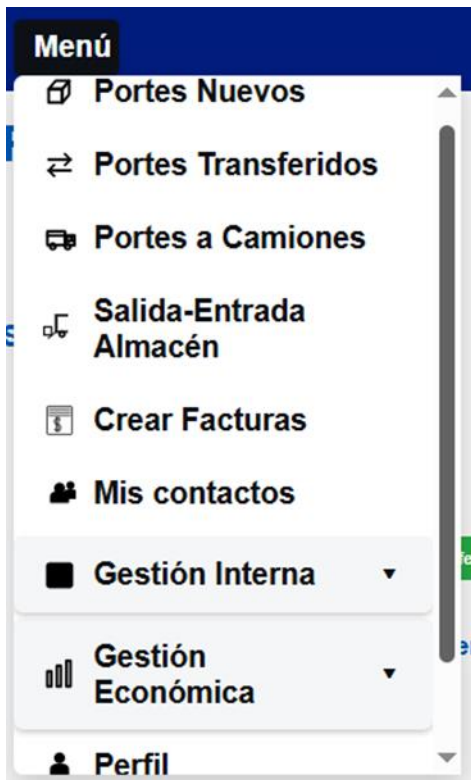 Menú
Portes Nuevos
Portes Transferidos
Portes a Camiones
Salida-Entrada
Almacén
$
Crear Facturas
Mis contactos
Gestión Interna
Gestión
Económica
Perfil